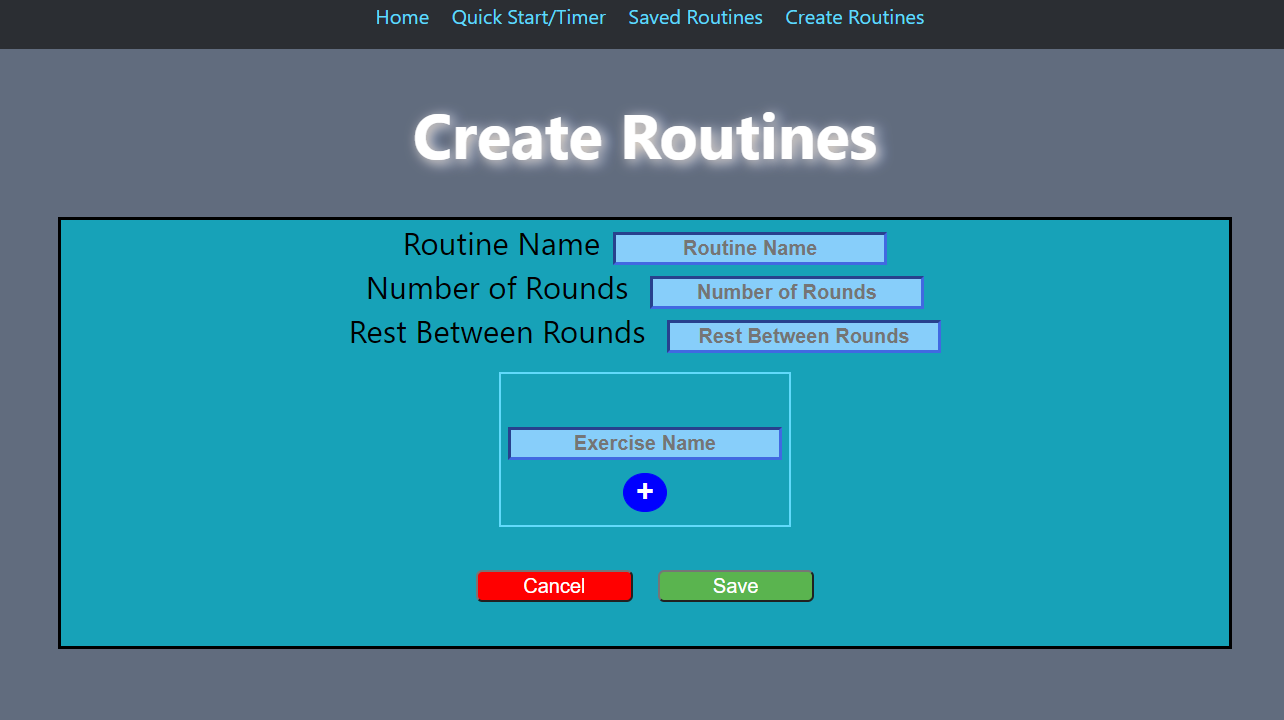 Home Quick Start/Timer Saved Routines Create Routines
Create Routines
Routine Name Routine Name
Number of Rounds Number of Rounds
Rest Between Rounds Rest Between Rounds
Exercise Name
+
Cancel Save